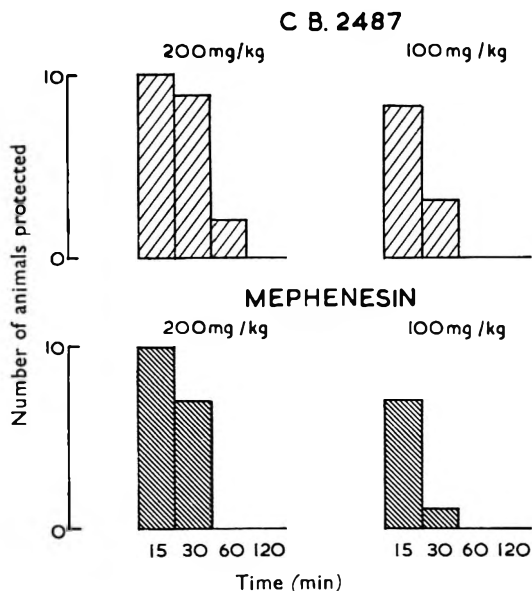 C B. 2487
200mg/kg 100mg/kg
10
0
MEPHENESIN
200mg/kg 100mg/kg
10
0
15 30 60 120 15 30 60 120
Time (min)
Number of animals protected